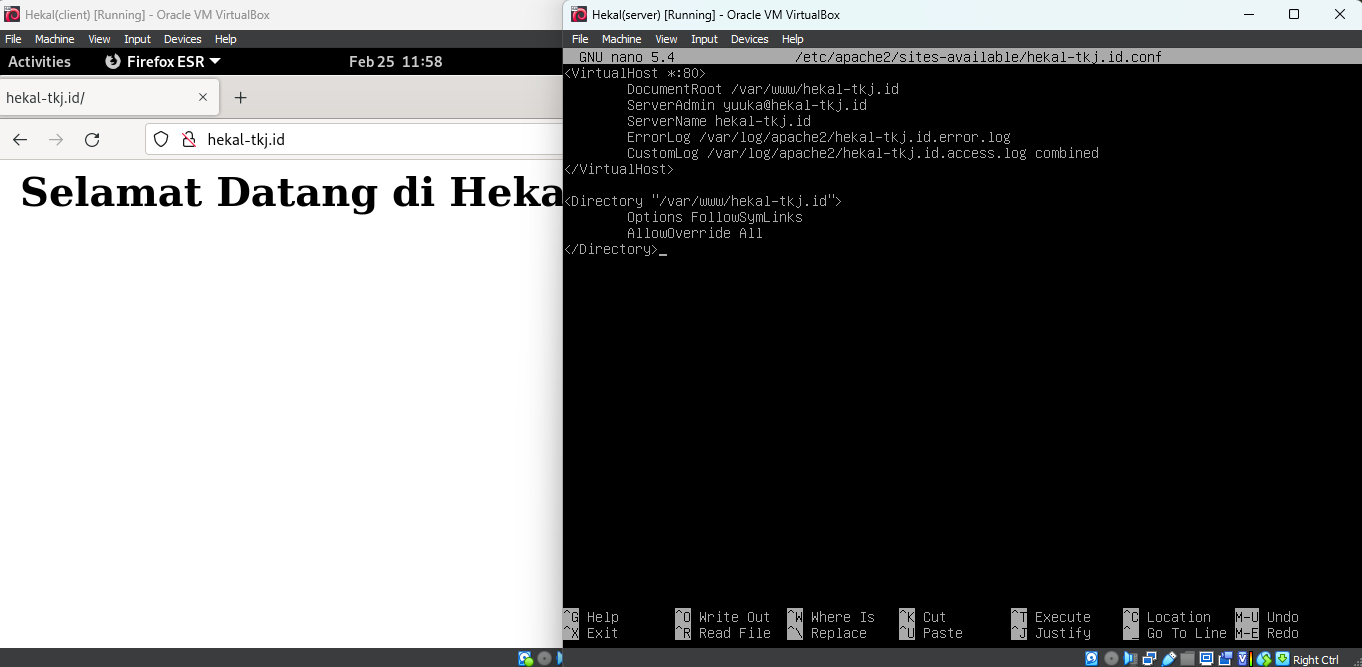 Hekal(client) [Running] - Oracle VM VirtualBox
File Machine View Input Devices Help
Activities Firefox ESR Feb 25 11:58
hekal-tkj.id/
hekal-tkj.id
Selamat Datang di Heka
Hekal(server) [Running] - Oracle VM VirtualBox
File Machine View Input Devices Help
GNU nano 5.4 /etc/apache2/sites-available/hekal-tkj.id.conf
<VirtualHost *:80>
DocumentRoot /var/www/hekal-tkj.id
ServerAdmin yuuka@hekal-tkj.id
ServerName hekal-tkj.id
ErrorLog /var/log/apache2/hekal-tkj.id.error.log
CustomLog /var/log/apache2/hekal-tkj.id.access.log combined
</VirtualHost>
<Directory "/var/www/hekal-tkj.id">
Options FollowSymLinks
AllowOverride All
</Directory>_
^G Help ^O Write Out ^W Where Is ^K Cut ^T Execute ^C Location M-U Undo
^X Exit ^R Read File ^\ Replace ^U Paste ^J Justify ^_ Go To Line M-E Redo
Right Ctrl